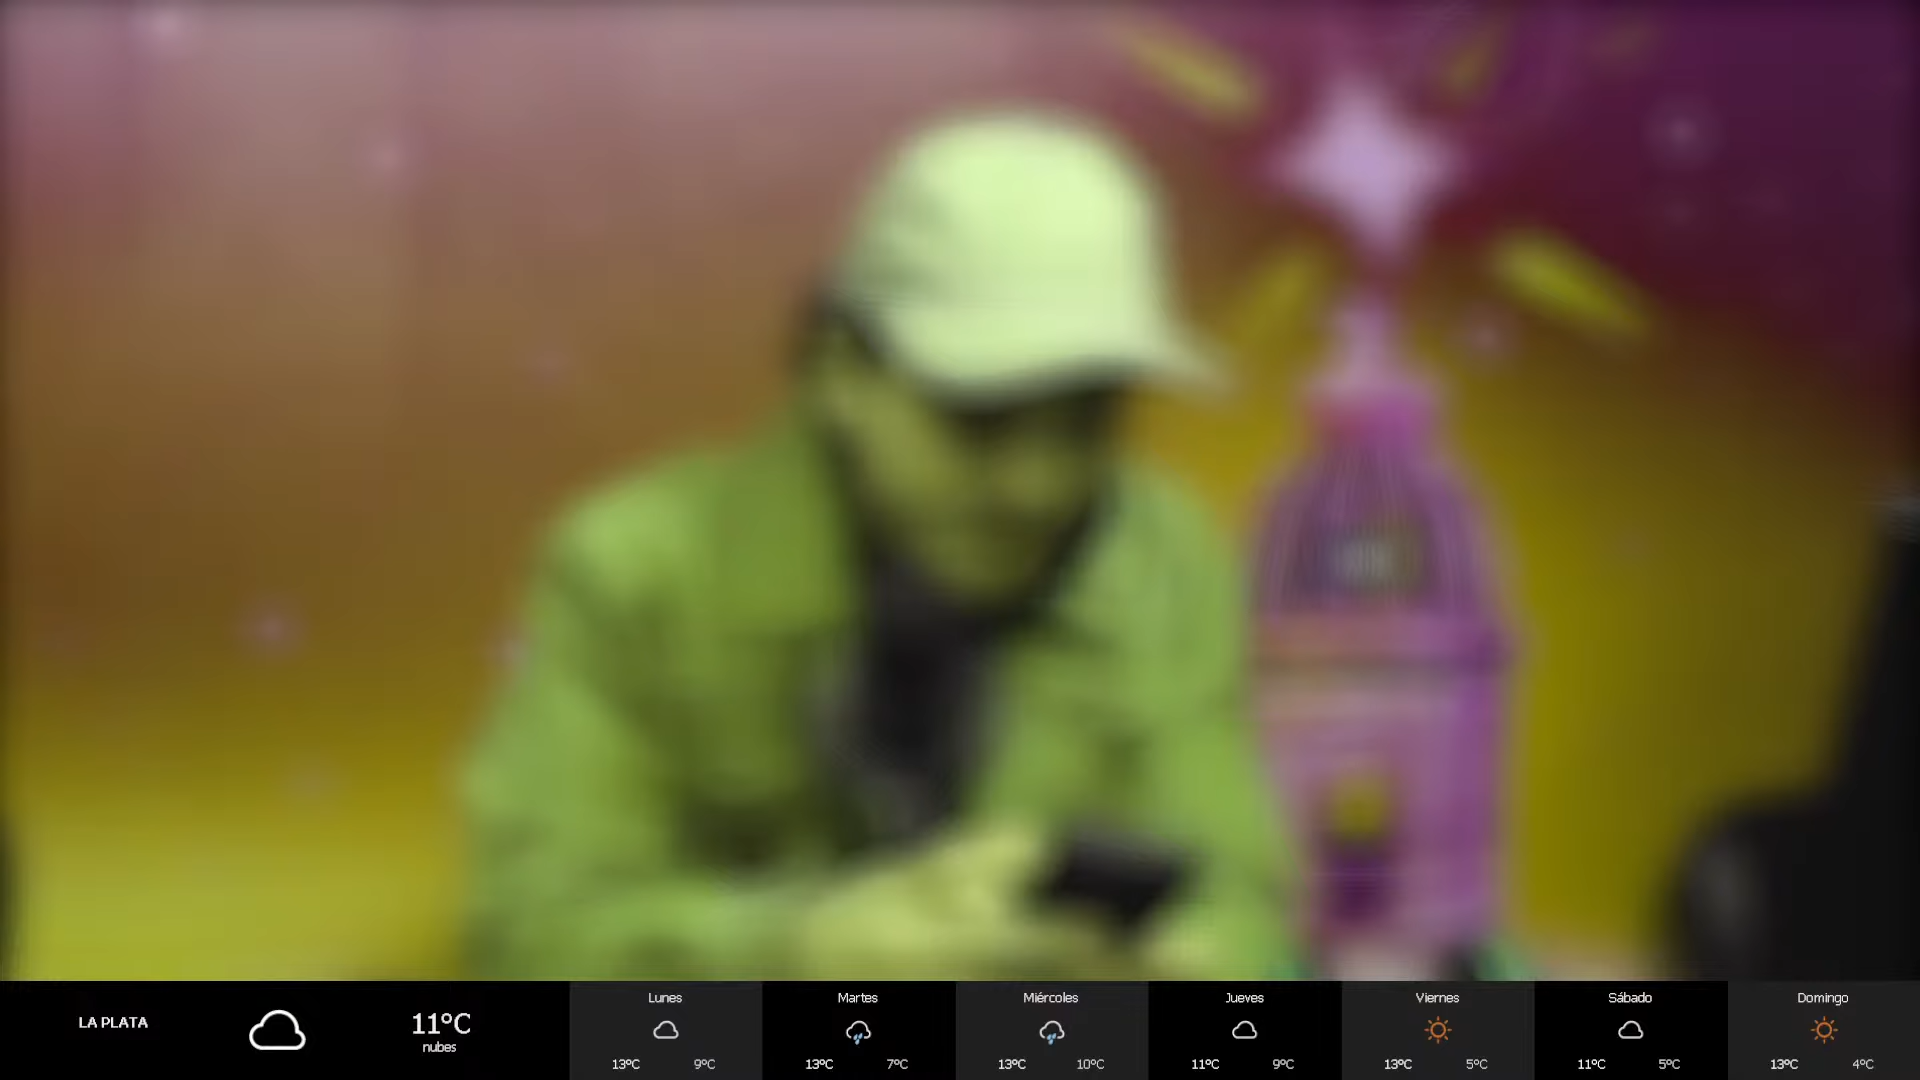 LA PLATA
11°C
nubes
Lunes
13°C 9°C
Martes
13°C 7°C
Miércoles
13°C 10°C
Jueves
11°C 9°C
Viernes
13°C 5°C
Sábado
11°C 5°C
Domingo
13°C 4°C